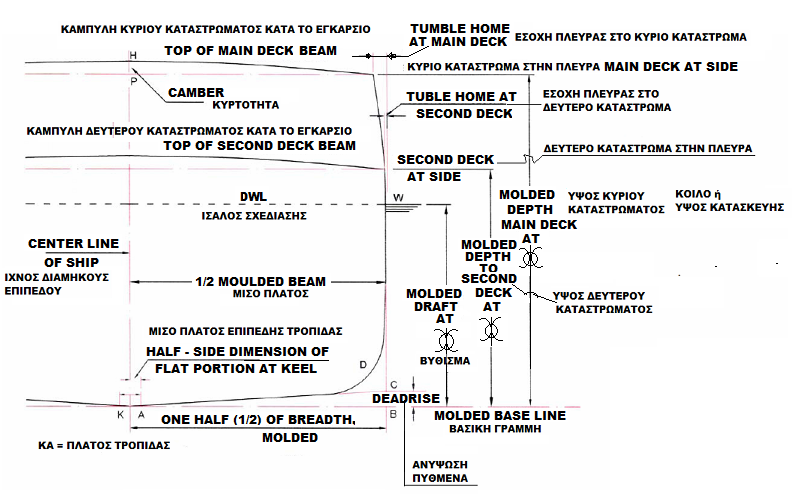 ΚΑΜΠΥΛΗ ΚΥΡΙΟΥ ΚΑΤΑΣΤΡΩΜΑΤΟΣ ΚΑΤΑ ΤΟ ΕΓΚΑΡΣΙΟ
TOP OF MAIN DECK BEAM
TUMBLE HOME
AT MAIN DECK
ΕΣΟΧΗ ΠΛΕΥΡΑΣ ΣΤΟ ΚΥΡΙΟ ΚΑΤΑΣΤΡΩΜΑ
H
P
ΚΥΡΙΟ ΚΑΤΑΣΤΡΩΜΑ ΣΤΗΝ ΠΛΕΥΡΑ MAIN DECK AT SIDE
CAMBER
ΚΥΡΤΟΤΗΤΑ
TUBLE HOME AT
SECOND DECK
ΕΣΟΧΗ ΠΛΕΥΡΑΣ ΣΤΟ
ΔΕΥΤΕΡΟ ΚΑΤΑΣΤΡΩΜΑ
ΚΑΜΠΥΛΗ ΔΕΥΤΕΡΟΥ ΚΑΤΑΣΤΡΩΜΑΤΟΣ ΚΑΤΑ ΤΟ ΕΓΚΑΡΣΙΟ
TOP OF SECOND DECK BEAM
SECOND DECK
AT SIDE
ΔΕΥΤΕΡΟ ΚΑΤΑΣΤΡΩΜΑ ΣΤΗΝ ΠΛΕΥΡΑ
DWL
ΙΣΑΛΟΣ ΣΧΕΔΙΑΣΗΣ
W
MOLDED
DEPTH
MAIN DECK
AT
ΥΨΟΣ ΚΥΡΙΟΥ
ΚΑΤΑΣΤΡΩΜΑΤΟΣ
ΚΟΙΛΟ ή
ΥΨΟΣ ΚΑΤΑΣΚΕΥΗΣ
CENTER LINE
OF SHIP
ΙΧΝΟΣ ΔΙΑΜΗΚΟΥΣ
ΕΠΙΠΕΔΟΥ
1/2 MOULDED BEAM
ΜΙΣΟ ΠΛΑΤΟΣ
MOLDED
DEPTH
TO
SECOND
DECK
AT
MOLDED
DRAFT
AT
ΥΨΟΣ ΔΕΥΤΕΡΟΥ
ΚΑΤΑΣΤΡΩΜΑΤΟΣ
ΒΥΘΙΣΜΑ
ΜΙΣΟ ΠΛΑΤΟΣ ΕΠΙΠΕΔΗΣ ΤΡΟΠΙΔΑΣ
HALF - SIDE DIMENSION OF
FLAT PORTION AT KEEL
D
C
DEADRISE
K A
B
MOLDED BASE LINE
ΒΑΣΙΚΗ ΓΡΑΜΜΗ
ONE HALF (1/2) OF BREADTH,
MOLDED
ΚΑ = ΠΛΑΤΟΣ ΤΡΟΠΙΔΑΣ
ΑΝΥΨΩΣΗ
ΠΥΘΜΕΝΑ